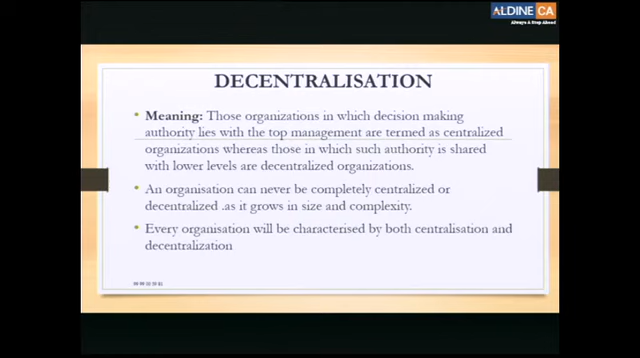 ALDINE CA
Always A Step Ahead
DECENTRALISATION
• Meaning: Those organizations in which decision making
authority lies with the top management are termed as centralized
organizations whereas those in which such authority is shared
with lower levels are decentralized organizations.
• An organisation can never be completely centralized or
decentralized .as it grows in size and complexity.
• Every organisation will be characterised by both centralisation and
decentralization